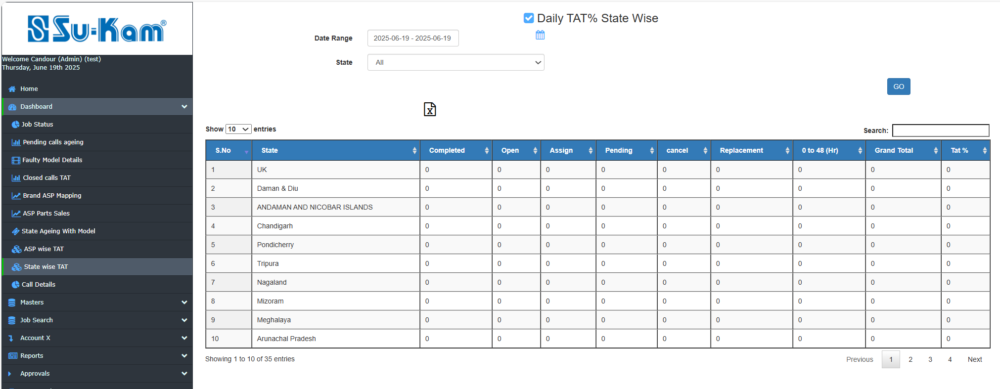 Su-Kam®
Welcome Candour (Admin) (test)
Thursday, June 19th 2025
Home
Dashboard
Job Status
Pending calls ageing
Faulty Model Details
Closed calls TAT
Brand ASP Mapping
ASP Parts Sales
State Ageing With Model
ASP wise TAT
State wise TAT
Call Details
Masters
Job Search
Account X
Reports
Approvals
Daily TAT% State Wise
Date Range 2025-06-19 - 2025-06-19
State All
GO
Show 10 entries
Search:
S.No State Completed Open Assign Pending cancel Replacement 0 to 48 (Hr) Grand Total Tat %
1 UK 0 0 0 0 0 0 0 0 0
2 Daman & Diu 0 0 0 0 0 0 0 0 0
3 ANDAMAN AND NICOBAR ISLANDS 0 0 0 0 0 0 0 0 0
4 Chandigarh 0 0 0 0 0 0 0 0 0
5 Pondicherry 0 0 0 0 0 0 0 0 0
6 Tripura 0 0 0 0 0 0 0 0 0
7 Nagaland 0 0 0 0 0 0 0 0 0
8 Mizoram 0 0 0 0 0 0 0 0 0
9 Meghalaya 0 0 0 0 0 0 0 0 0
10 Arunachal Pradesh 0 0 0 0 0 0 0 0 0
Showing 1 to 10 of 35 entries
Previous 1 2 3 4 Next